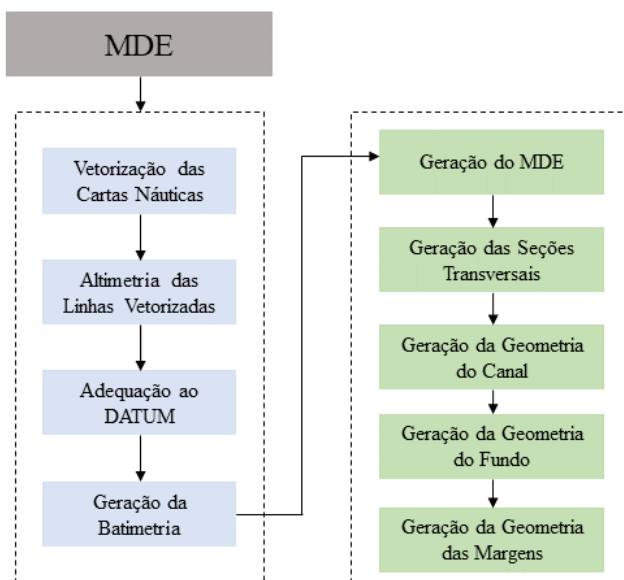 MDE
Vetorização das
Cartas Náuticas
Altimetria das
Linhas Vetorizadas
Adequação ao
DATUM
Geração da
Batimetria
Geração do MDE
Geração das Seções
Transversais
Geração da Geometria
do Canal
Geração da Geometria
do Fundo
Geração da Geometria
das Margens